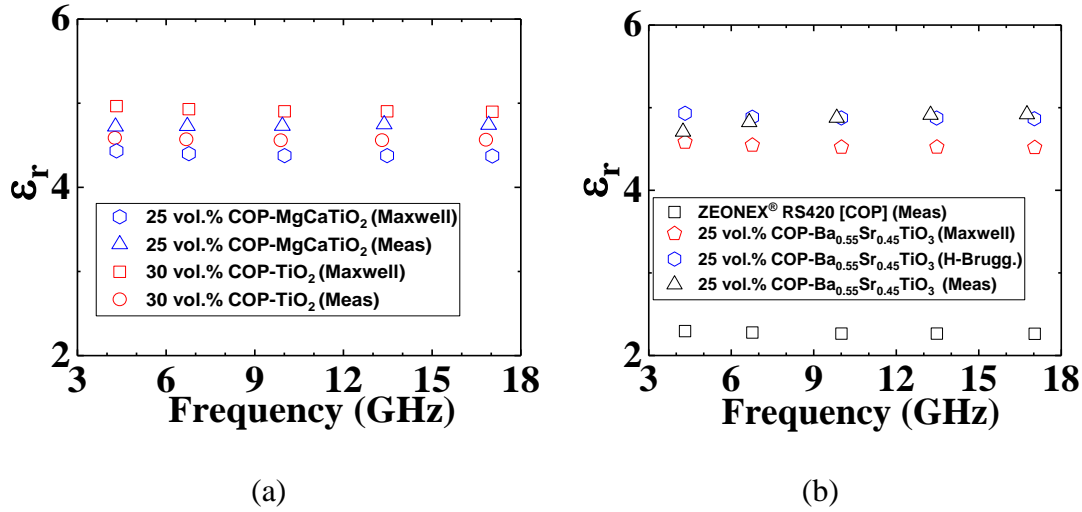 6
4
2
εr
3 6 9 12 15 18
Frequency (GHz)
25 vol.% COP-MgCaTiO2 (Maxwell)
25 vol.% COP-MgCaTiO2 (Meas)
30 vol.% COP-TiO2 (Maxwell)
30 vol.% COP-TiO2 (Meas)
(a)
6
4
2
εr
3 6 9 12 15 18
Frequency (GHz)
ZEONEX® RS420 [COP] (Meas)
25 vol.% COP-Ba0.55Sr0.45TiO3 (Maxwell)
25 vol.% COP-Ba0.55Sr0.45TiO3 (H-Brugg.)
25 vol.% COP-Ba0.55Sr0.45TiO3 (Meas)
(b)